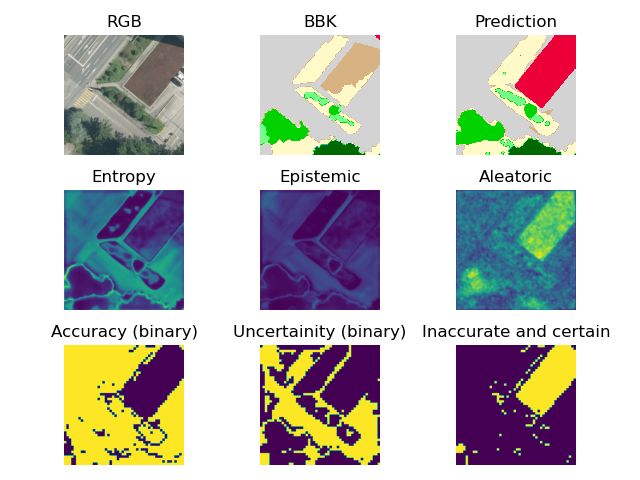 RGB
BBK
Prediction
Entropy
Epistemic
Aleatoric
Accuracy (binary)
Uncertainity (binary)
Inaccurate and certain